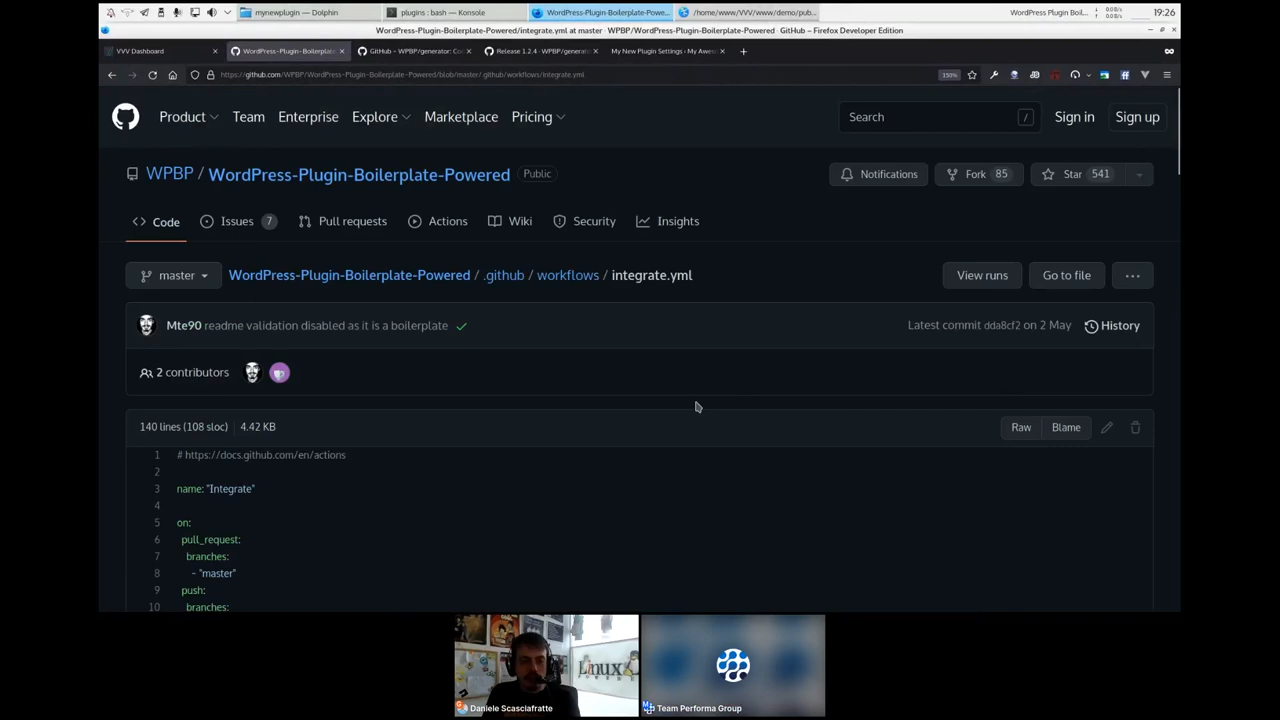 mynewplugin — Dolphin
plugins : bash — Konsole
WordPress-Plugin-Boilerplate-Powe...
/home/www/VVV/www/demo/pub...
WordPress Plugin Boil...
19:26
WordPress-Plugin-Boilerplate-Powered/integrate.yml at master · WPBP/WordPress-Plugin-Boilerplate-Powered · GitHub — Firefox Developer Edition
VVV Dashboard
WordPress-Plugin-Boilerplate
GitHub - WPBP/generator: Co
Release 1.2.4 · WPBP/generat
My New Plugin Settings ‹ My Awe
https://github.com/WPBP/WordPress-Plugin-Boilerplate-Powered/blob/master/.github/workflows/integrate.yml
150%
Product
Team
Enterprise
Explore
Marketplace
Pricing
Search
/
Sign in
Sign up
WPBP / WordPress-Plugin-Boilerplate-Powered
Public
Notifications
Fork 85
Star 541
Code
Issues 7
Pull requests
Actions
Wiki
Security
Insights
master
WordPress-Plugin-Boilerplate-Powered / .github / workflows / integrate.yml
View runs
Go to file
Mte90 readme validation disabled as it is a boilerplate
Latest commit dda8cf2 on 2 May
History
2 contributors
140 lines (108 sloc)
4.42 KB
Raw
Blame
1 # https://docs.github.com/en/actions
2
3 name: "Integrate"
4
5 on:
6 pull_request:
7 branches:
8 - "master"
9 push:
10 branches:
Linux
Daniele Scasciafratte
Team Performa Group